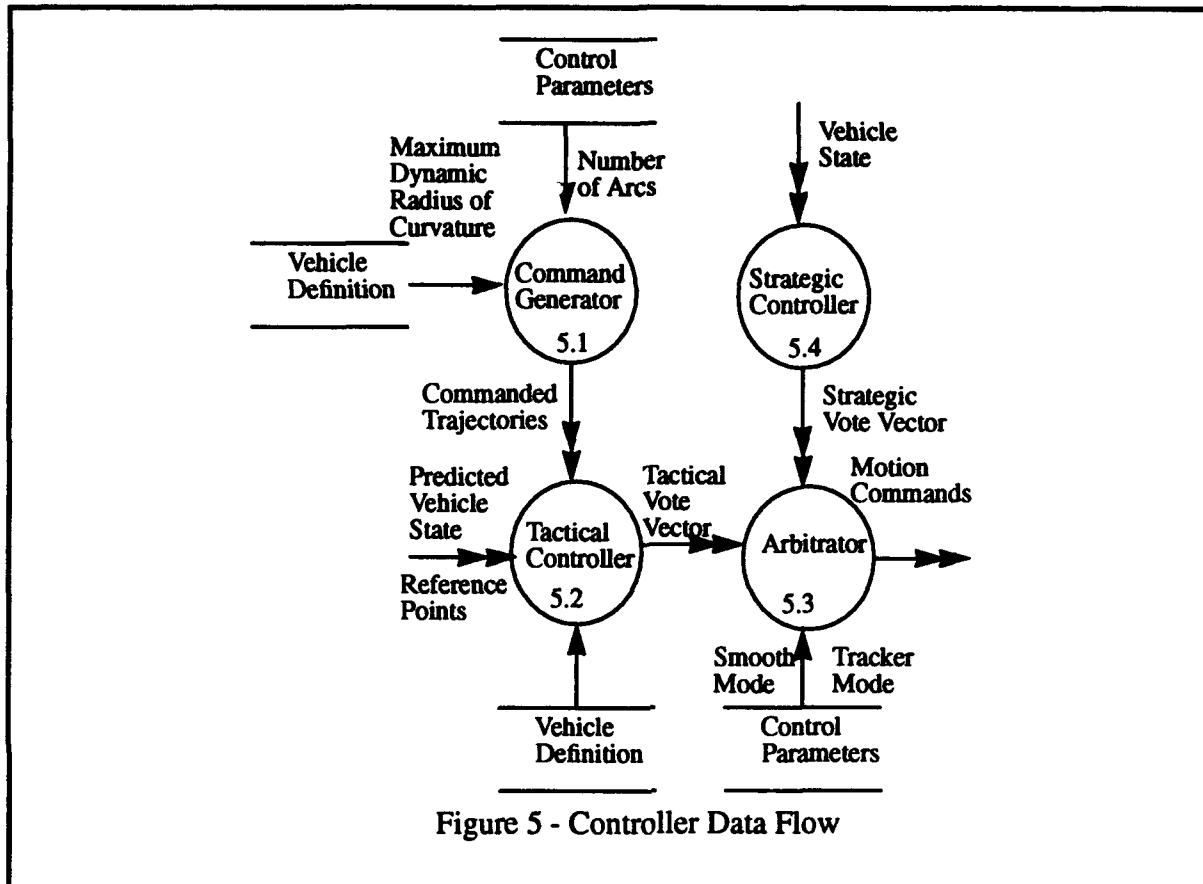 Control
Parameters
Maximum
Dynamic
Radius of
Curvature
Number
of Arcs
Vehicle
State
Vehicle
Definition
Command
Generator
5.1
Strategic
Controller
5.4
Commanded
Trajectories
Strategic
Vote Vector
Predicted
Vehicle
State
Reference
Points
Tactical
Controller
5.2
Tactical
Vote
Vector
Arbitrator
5.3
Motion
Commands
Smooth
Mode
Tracker
Mode
Vehicle
Definition
Control
Parameters
Figure 5 - Controller Data Flow